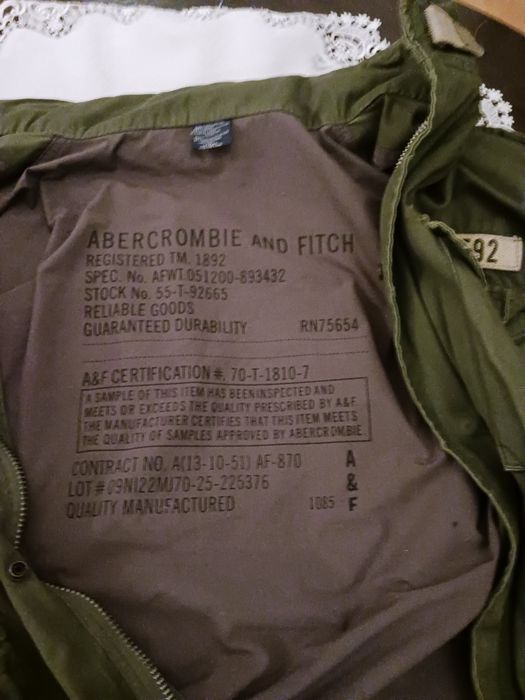 ABERCROMBIE AND FITCH
REGISTERED TM. 1892
SPEC. No. AFWT.051200-893432
STOCK No. 55-T-92665
RELIABLE GOODS
GUARANTEED DURABILITY RN75654
A&F CERTIFICATION #. 70-T-1810-7
A SAMPLE OF THIS ITEM HAS BEEN INSPECTED AND
MEETS OR EXCEEDS THE QUALITY PRESCRIBED BY A&F.
THE MANUFACTURER CERTIFIES THAT THIS ITEM MEETS
THE QUALITY OF SAMPLES APPROVED BY ABERCROMBIE
CONTRACT NO. A(13-10-51) AF-870 A
LOT # 09N122MJ70-25-225376 &
QUALITY MANUFACTURED 1085 F
92